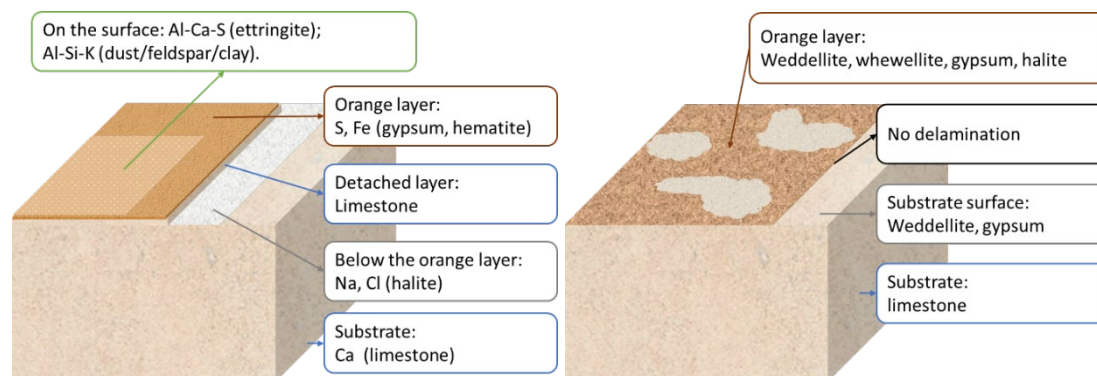 On the surface: Al-Ca-S (ettringite);
Al-Si-K (dust/feldspar/clay).
Orange layer:
S, Fe (gypsum, hematite)
Detached layer:
Limestone
Below the orange layer:
Na, Cl (halite)
Substrate:
Ca (limestone)
Orange layer:
Weddellite, whewellite, gypsum, halite
No delamination
Substrate surface:
Weddellite, gypsum
Substrate:
limestone